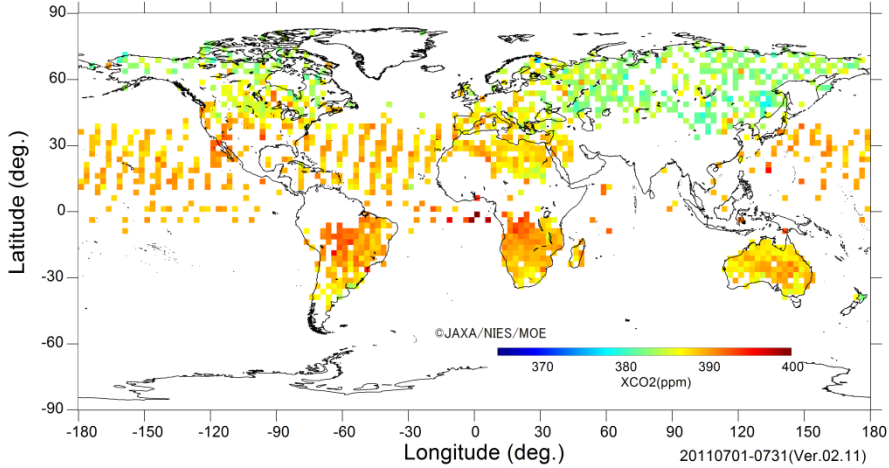 90
60
30
0
-30
-60
-90
Latitude (deg.)
©JAXA/NIES/MOE
370 380 390 400
XCO2(ppm)
-180 -150 -120 -90 -60 -30 0 30 60 90 120 150 180
Longitude (deg.)
20110701-0731(Ver.02.11)